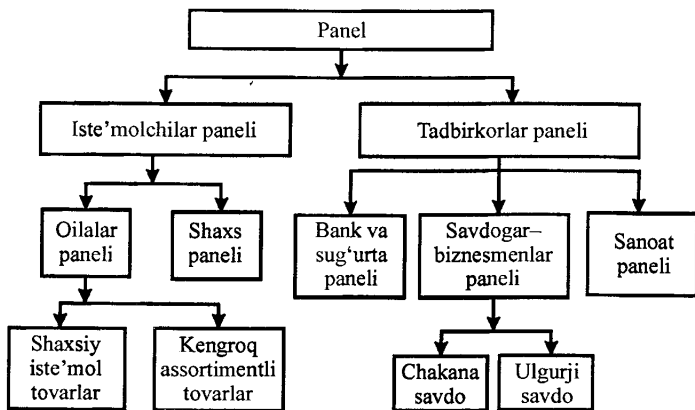 Panel
Iste’molchilar paneli
Tadbirkorlar paneli
Oilalar
paneli
Shaxs
paneli
Bank va
sug‘urta
paneli
Savdogar–
biznesmenlar
paneli
Sanoat
paneli
Shaxsiy
iste’mol
tovarlar
Kengroq
assortimentli
tovarlar
Chakana
savdo
Ulgurji
savdo